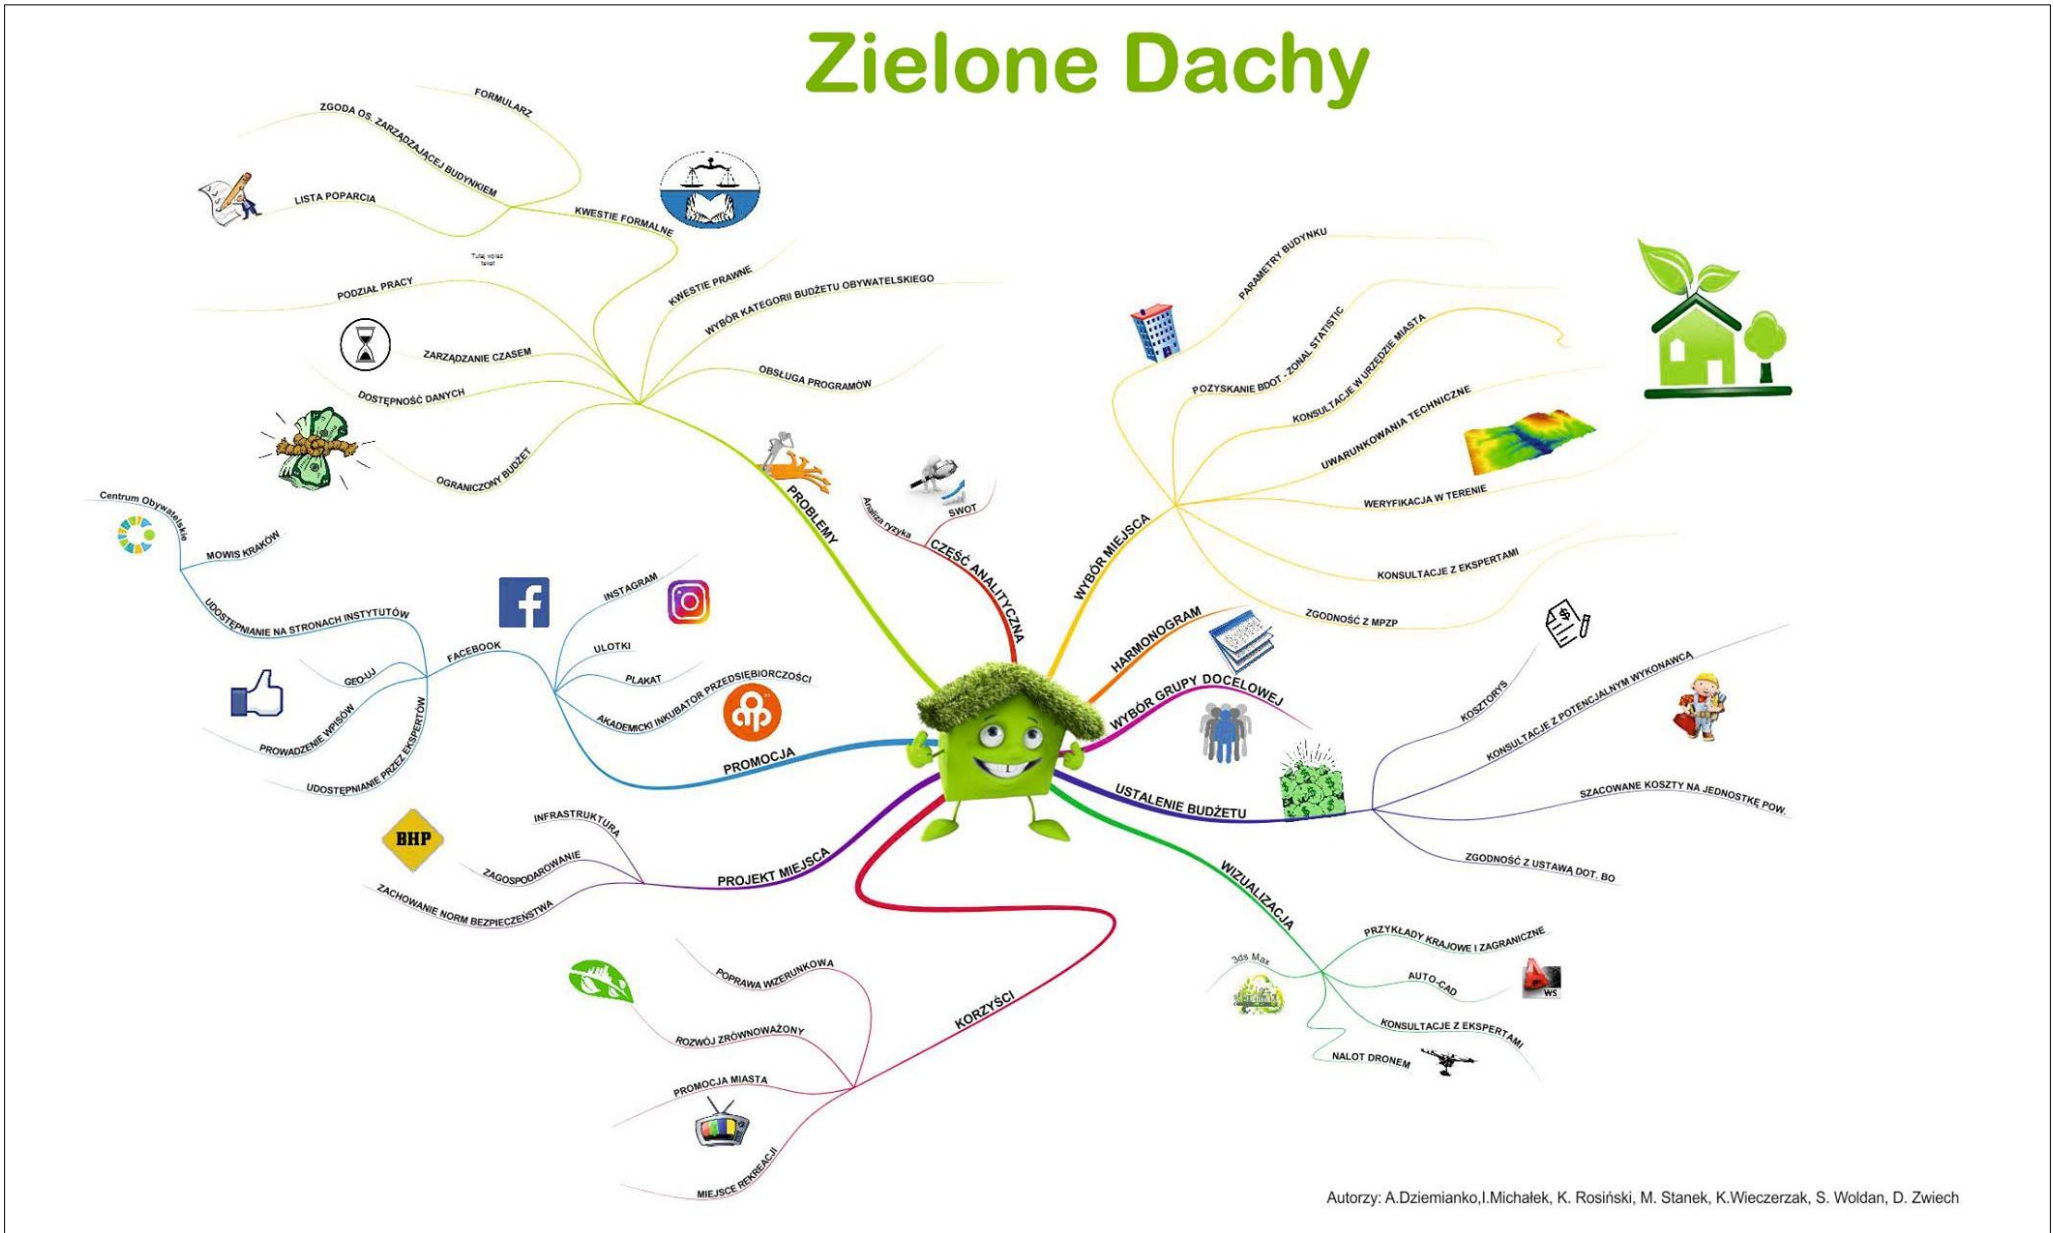 Zielone Dachy
FORMULARZ
ZGODA OS. ZARZĄDZAJĄCEJ BUDYNKIEM
LISTA POPARCIA
KWESTIE FORMALNE
Tutaj wpisz
tekst
PODZIAŁ PRACY
ZARZĄDZANIE CZASEM
DOSTĘPNOŚĆ DANYCH
OGRANICZONY BUDŻET
KWESTIE PRAWNE
WYBÓR KATEGORII BUDŻETU OBYWATELSKIEGO
OBSŁUGA PROGRAMÓW
PROBLEMY
Analiza ryzyka
SWOT
CZĘŚĆ ANALITYCZNA
WYBÓR MIEJSCA
PARAMETRY BUDYNKU
POZYSKANIE BDOT - ZONAL STATISTIC
KONSULTACJE W URZĘDZIE MIASTA
UWARUNKOWANIA TECHNICZNE
WERYFIKACJA W TERENIE
KONSULTACJE Z EKSPERTAMI
ZGODNOŚĆ Z MPZP
HARMONOGRAM
WYBÓR GRUPY DOCELOWEJ
USTALENIE BUDŻETU
KOSZTORYS
KONSULTACJE Z POTENCJALNYM WYKONAWCĄ
SZACOWANE KOSZTY NA JEDNOSTKĘ POW.
ZGODNOŚĆ Z USTAWĄ DOT. BO
WIZUALIZACJA
PRZYKŁADY KRAJOWE I ZAGRANICZNE
3ds Max
AUTO-CAD
WS
KONSULTACJE Z EKSPERTAMI
NALOT DRONEM
Centrum Obywatelskie
MOWIS KRAKÓW
UDOSTĘPNIANIE NA STRONACH INSTYTUTÓW
FACEBOOK
GEO-UJ
PROWADZENIE WPISÓW
UDOSTĘPNIANIE PRZEZ EKSPERTÓW
INSTAGRAM
ULOTKI
PLAKAT
AKADEMICKI INKUBATOR PRZEDSIĘBIORCZOŚCI
aip
PROMOCJA
BHP
INFRASTRUKTURA
ZAGOSPODAROWANIE
ZACHOWANIE NORM BEZPIECZEŃSTWA
PROJEKT MIEJSCA
KORZYŚCI
POPRAWA WIZERUNKOWA
ROZWÓJ ZRÓWNOWAŻONY
PROMOCJA MIASTA
MIEJSCE REKREACJI
Autorzy: A.Dziemianko,I.Michałek, K. Rosiński, M. Stanek, K.Wieczerzak, S. Woldan, D. Zwiech